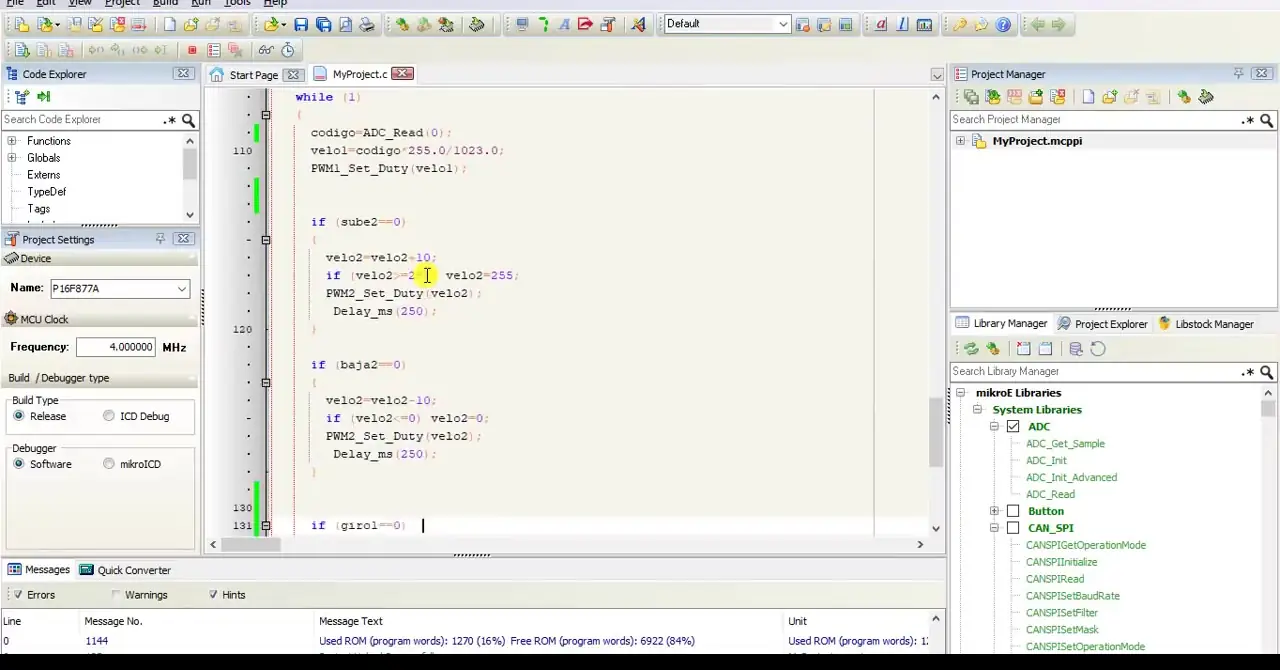 File Edit View Project Build Run Tools Help
Default
Code Explorer
Start Page
MyProject.c
Project Manager
Search Code Explorer
Search Project Manager
Functions
Globals
Externs
TypeDef
Tags
MyProject.mcppi
Project Settings
Device
Name: P16F877A
MCU Clock
Frequency: 4.000000 MHz
Build / Debugger type
Build Type
Release ICD Debug
Debugger
Software mikroICD
while (1)
{
codigo=ADC_Read(0);
110 velo1=codigo*255.0/1023.0;
PWM1_Set_Duty(velo1);
if (sube2==0)
{
velo2=velo2+10;
if (velo2>=2 velo2=255;
PWM2_Set_Duty(velo2);
Delay_ms(250);
120 }
if (baja2==0)
{
velo2=velo2-10;
if (velo2<=0) velo2=0;
PWM2_Set_Duty(velo2);
Delay_ms(250);
}
130
131 if (giro1==0)
Library Manager Project Explorer Libstock Manager
Search Library Manager
mikroE Libraries
System Libraries
ADC
ADC_Get_Sample
ADC_Init
ADC_Init_Advanced
ADC_Read
Button
CAN_SPI
CANSPIGetOperationMode
CANSPIInitialize
CANSPIRead
CANSPISetBaudRate
CANSPISetFilter
CANSPISetMask
CANSPISetOperationMode
Messages Quick Converter
Errors Warnings Hints
Line Message No. Message Text Unit
0 1144 Used ROM (program words): 1270 (16%) Free ROM (program words): 6922 (84%) Used ROM (program words): 1